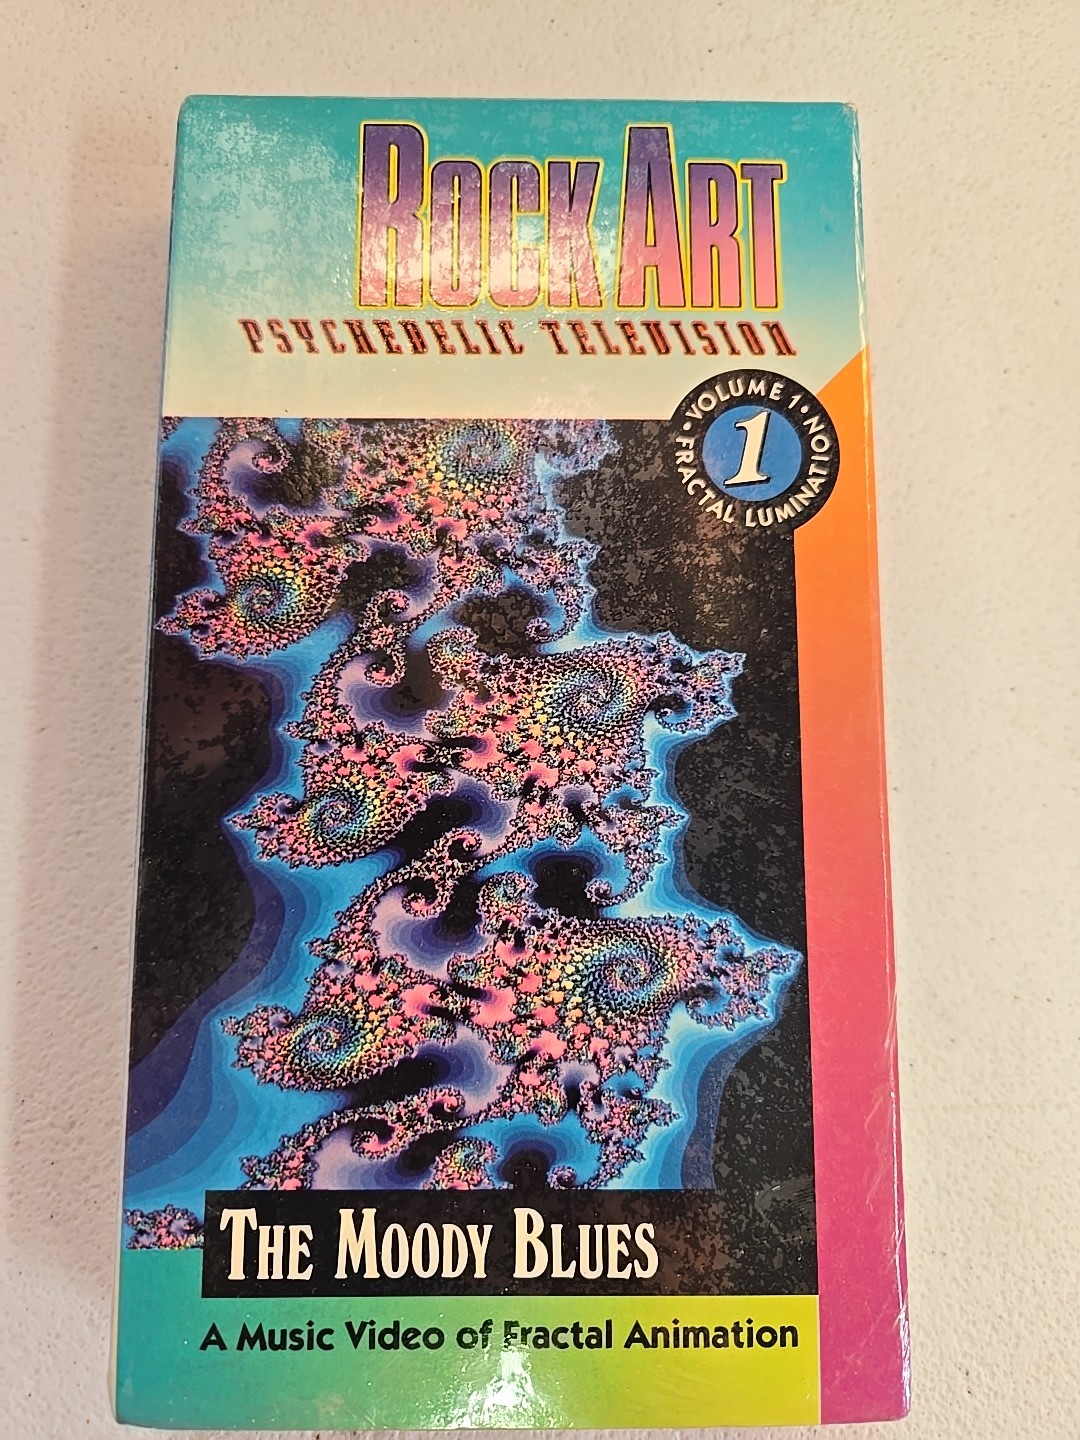 ROCK ART
PSYCHEDELIC TELEVISION
• VOLUME 1 •
1
FRACTAL LUMINATION
THE MOODY BLUES
A Music Video of Fractal Animation